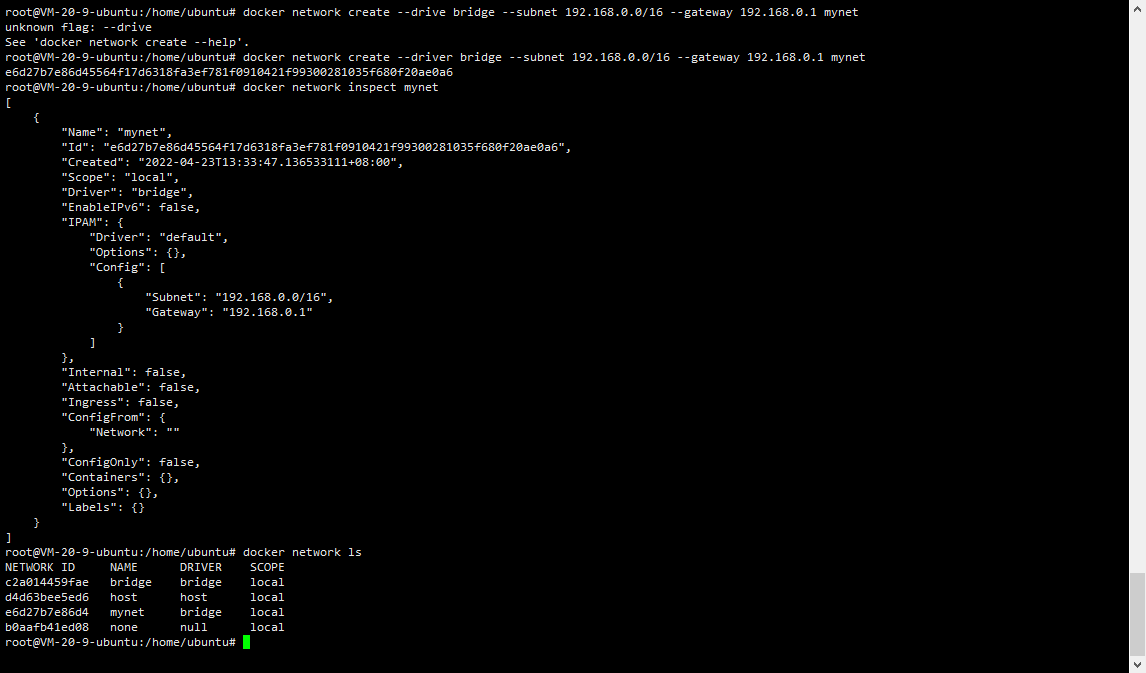 root@VM-20-9-ubuntu:/home/ubuntu# docker network create --drive bridge --subnet 192.168.0.0/16 --gateway 192.168.0.1 mynet
unknown flag: --drive
See 'docker network create --help'.
root@VM-20-9-ubuntu:/home/ubuntu# docker network create --driver bridge --subnet 192.168.0.0/16 --gateway 192.168.0.1 mynet
e6d27b7e86d45564f17d6318fa3ef781f0910421f99300281035f680f20ae0a6
root@VM-20-9-ubuntu:/home/ubuntu# docker network inspect mynet
[
    {
        "Name": "mynet",
        "Id": "e6d27b7e86d45564f17d6318fa3ef781f0910421f99300281035f680f20ae0a6",
        "Created": "2022-04-23T13:33:47.136533111+08:00",
        "Scope": "local",
        "Driver": "bridge",
        "EnableIPv6": false,
        "IPAM": {
            "Driver": "default",
            "Options": {},
            "Config": [
                {
                    "Subnet": "192.168.0.0/16",
                    "Gateway": "192.168.0.1"
                }
            ]
        },
        "Internal": false,
        "Attachable": false,
        "Ingress": false,
        "ConfigFrom": {
            "Network": ""
        },
        "ConfigOnly": false,
        "Containers": {},
        "Options": {},
        "Labels": {}
    }
]
root@VM-20-9-ubuntu:/home/ubuntu# docker network ls
NETWORK ID     NAME      DRIVER    SCOPE
c2a014459fae   bridge    bridge    local
d4d63bee5ed6   host      host      local
e6d27b7e86d4   mynet     bridge    local
b0aafb41ed08   none      null      local
root@VM-20-9-ubuntu:/home/ubuntu#